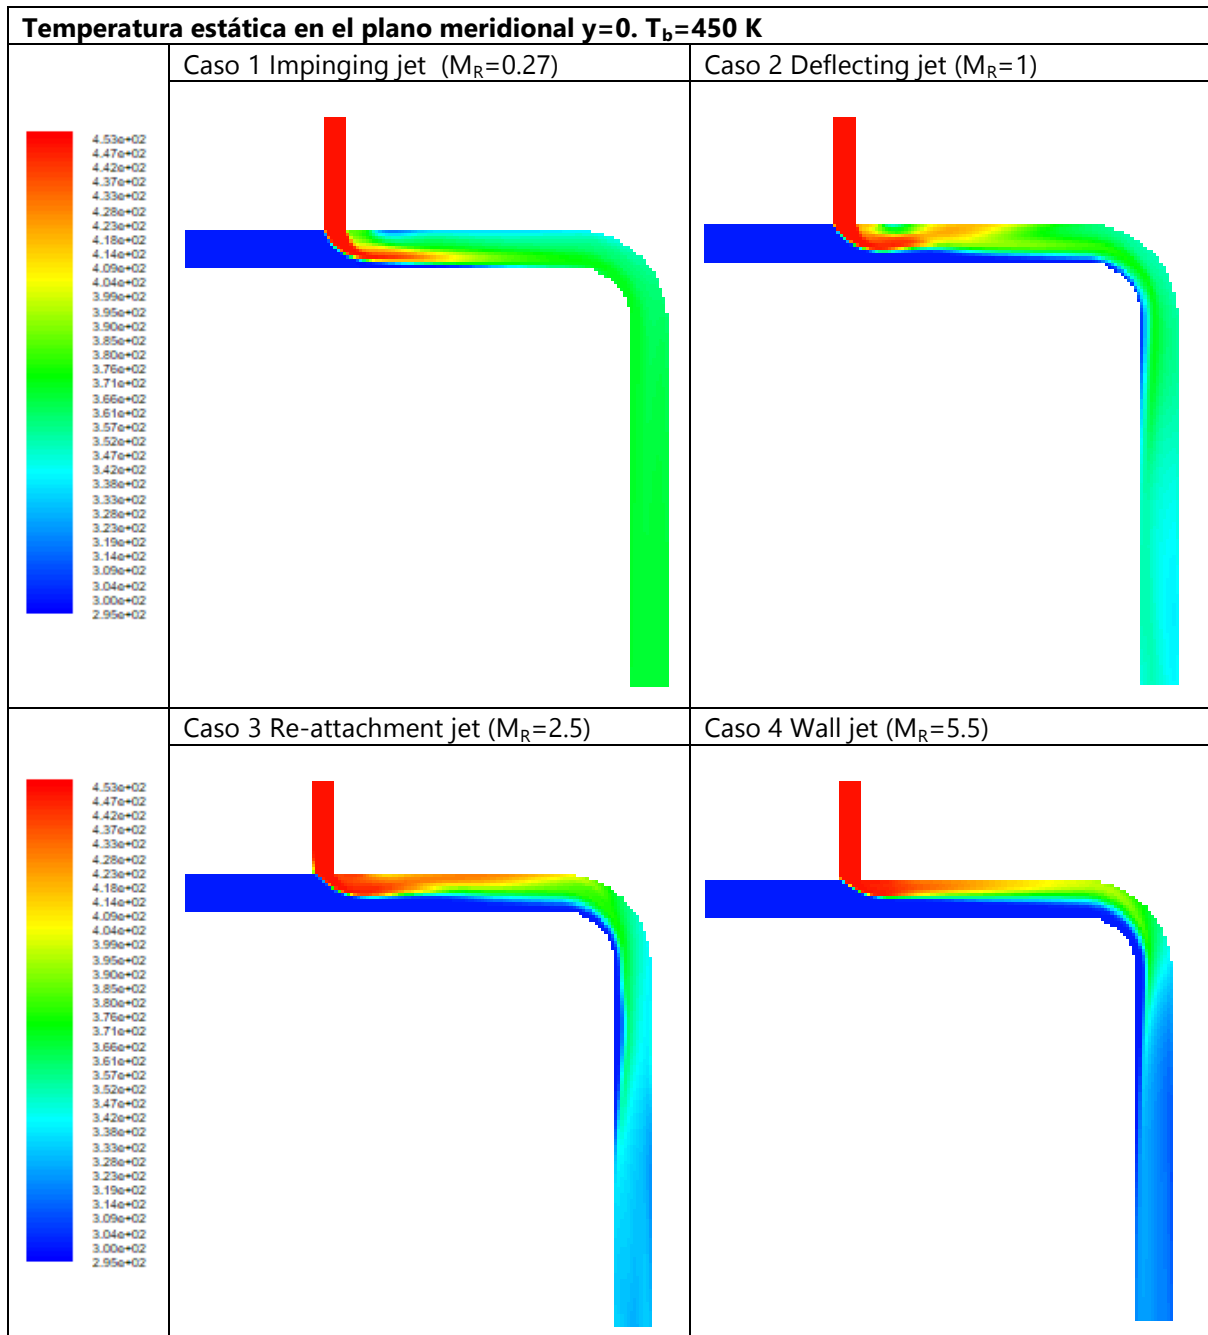 Temperatura estática en el plano meridional y=0. Tb=450 K
Caso 1 Impinging jet (MR=0.27)
Caso 2 Deflecting jet (MR=1)
4.53e+02
4.47e+02
4.42e+02
4.37e+02
4.33e+02
4.28e+02
4.23e+02
4.18e+02
4.14e+02
4.09e+02
4.04e+02
3.99e+02
3.95e+02
3.90e+02
3.85e+02
3.80e+02
3.76e+02
3.71e+02
3.66e+02
3.61e+02
3.57e+02
3.52e+02
3.47e+02
3.42e+02
3.38e+02
3.33e+02
3.28e+02
3.23e+02
3.19e+02
3.14e+02
3.09e+02
3.04e+02
3.00e+02
2.95e+02
Caso 3 Re-attachment jet (MR=2.5)
Caso 4 Wall jet (MR=5.5)
4.53e+02
4.47e+02
4.42e+02
4.37e+02
4.33e+02
4.28e+02
4.23e+02
4.18e+02
4.14e+02
4.09e+02
4.04e+02
3.99e+02
3.95e+02
3.90e+02
3.85e+02
3.80e+02
3.76e+02
3.71e+02
3.66e+02
3.61e+02
3.57e+02
3.52e+02
3.47e+02
3.42e+02
3.38e+02
3.33e+02
3.28e+02
3.23e+02
3.19e+02
3.14e+02
3.09e+02
3.04e+02
3.00e+02
2.95e+02